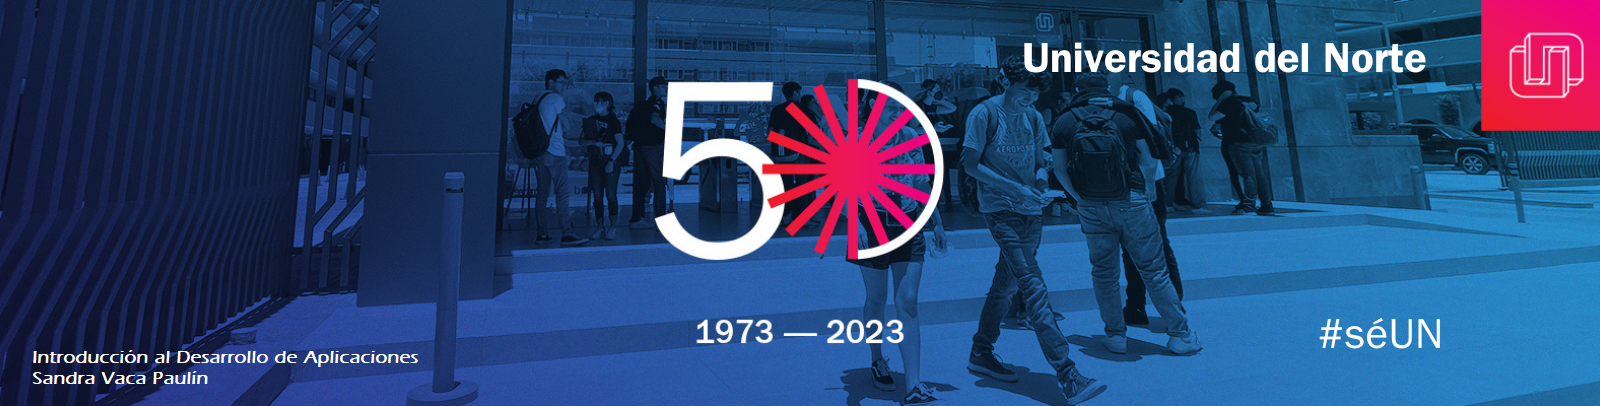 Universidad del Norte
50
1973 — 2023
#séUN
Introducción al Desarrollo de Aplicaciones
Sandra Vaca Paulín